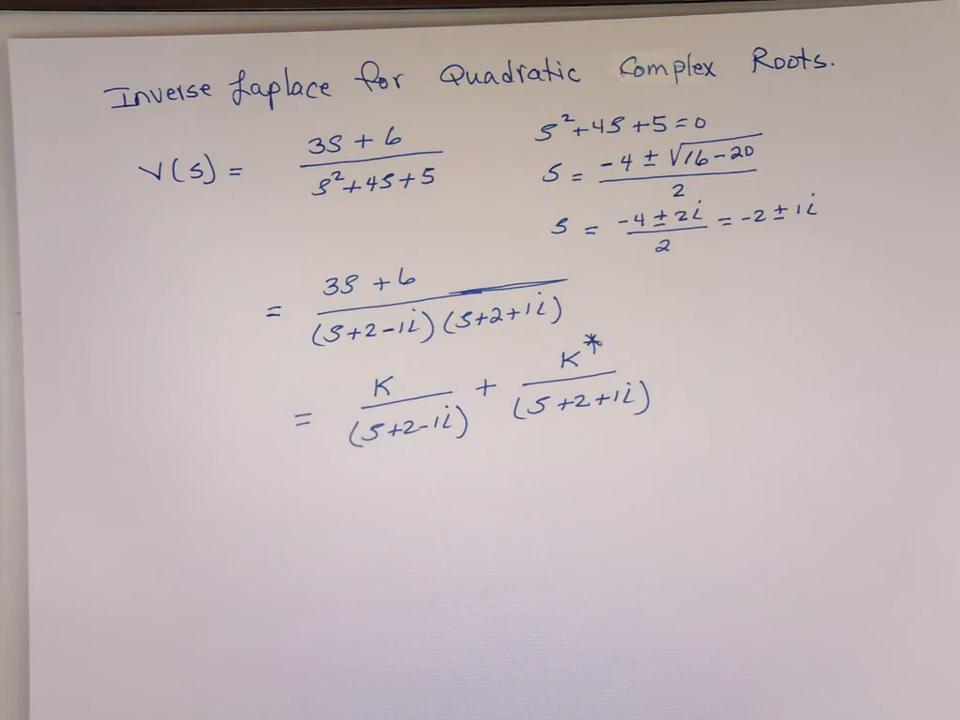 Inverse Laplace for Quadratic Complex Roots.
V(s) = (3s + 6) / (s² + 4s + 5)
s² + 4s + 5 = 0
s = (-4 ± √(16 - 20)) / 2
s = (-4 ± 2i) / 2 = -2 ± 1i
= (3s + 6) / ((s+2-1i)(s+2+1i))
= K / (s+2-1i) + K* / (s+2+1i)